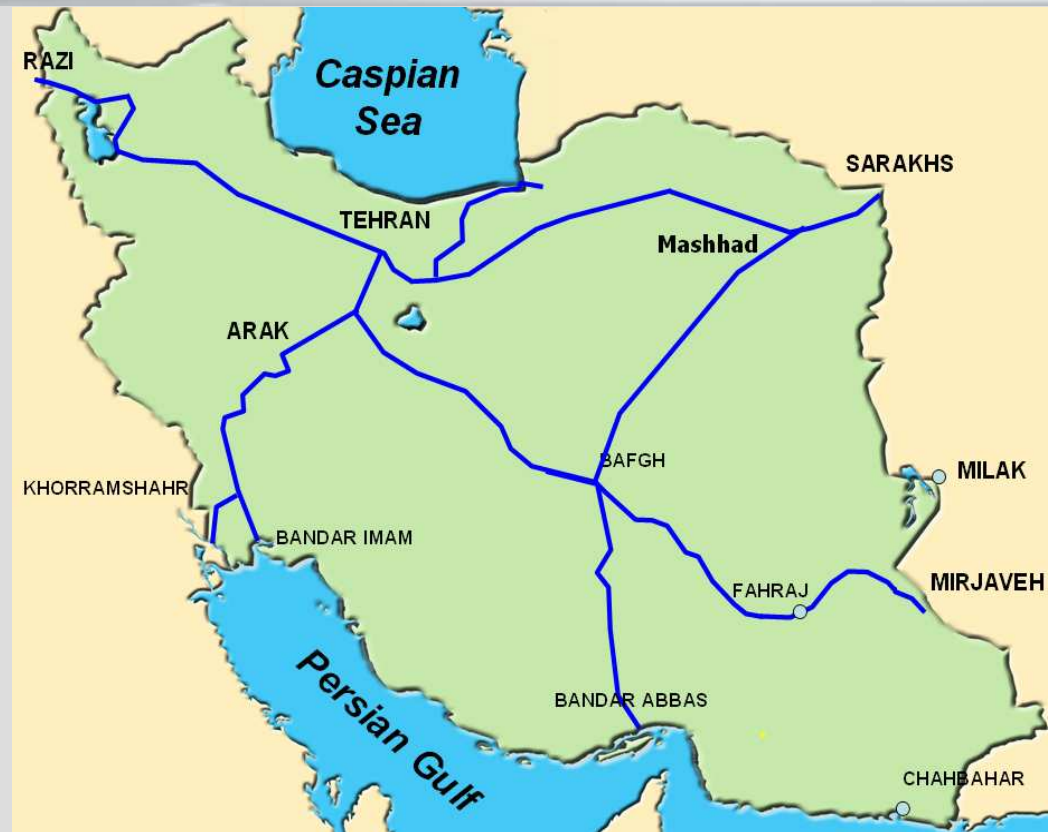 RAZI
Caspian
Sea
SARAKHS
TEHRAN
Mashhad
ARAK
BAFGH
MILAK
KHORRAMSHAHR
BANDAR IMAM
FAHRAJ
MIRJAVEH
Persian Gulf
BANDAR ABBAS
CHAHBAHAR